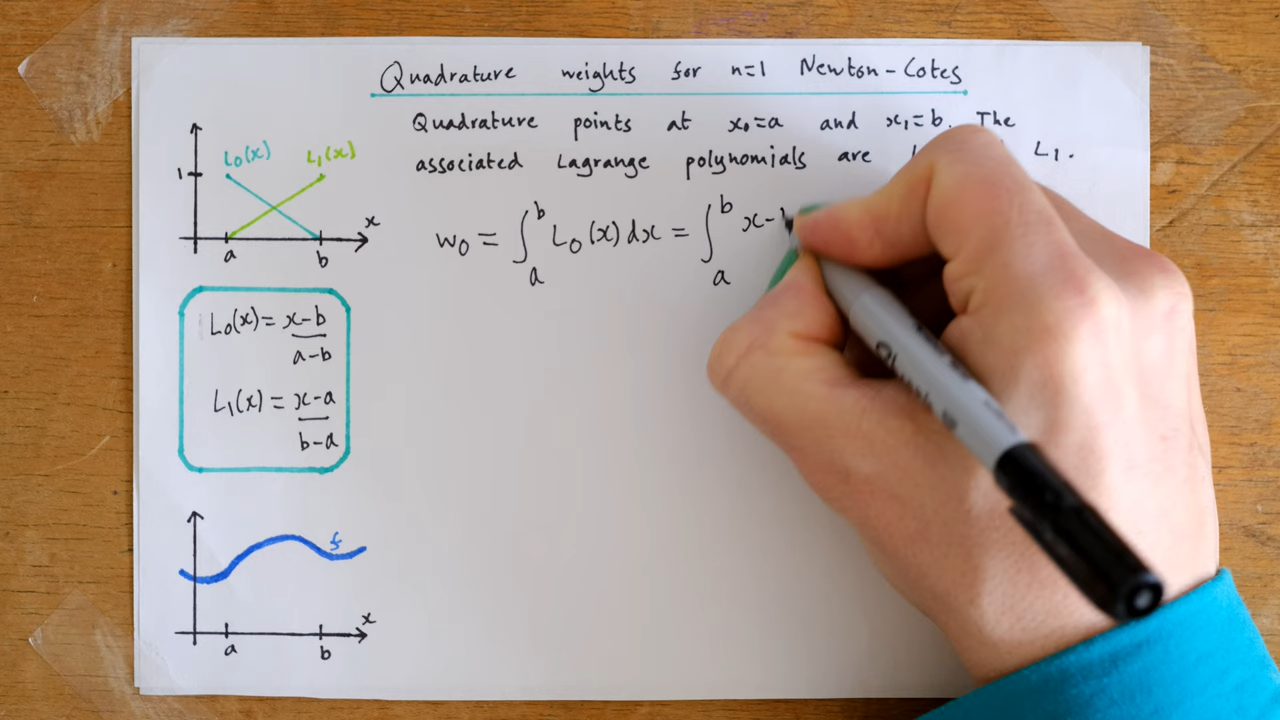 Quadrature weights for n=1 Newton-Cotes
Quadrature points at x₀=a and x₁=b. The
associated Lagrange polynomials are L₁.
w₀ = ∫ₐᵇ L₀(x)dx = ∫ₐᵇ x-
L₀(x) L₁(x)
1
x
a b
L₀(x) = x-b
a-b
L₁(x) = x-a
b-a
f
x
a b